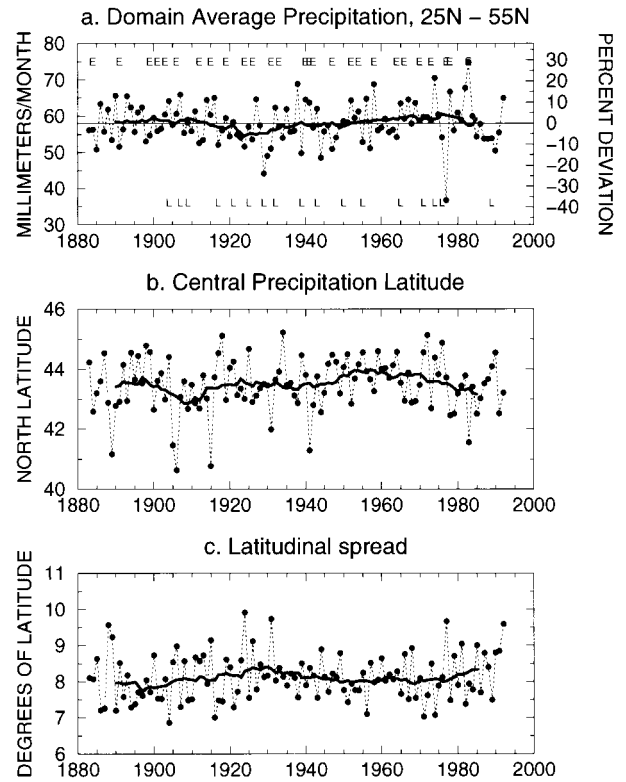 a. Domain Average Precipitation, 25N – 55N
MILLIMETERS/MONTH
80
70
60
50
40
30
E E E E E E E E E E E E E E E E E E E E E E E E E
L L L L L L L L L L L L L L L L L
PERCENT DEVIATION
30
20
10
0
−10
−20
−30
−40
1880 1900 1920 1940 1960 1980 2000
b. Central Precipitation Latitude
NORTH LATITUDE
46
44
42
40
1880 1900 1920 1940 1960 1980 2000
c. Latitudinal spread
DEGREES OF LATITUDE
11
10
9
8
7
6
1880 1900 1920 1940 1960 1980 2000